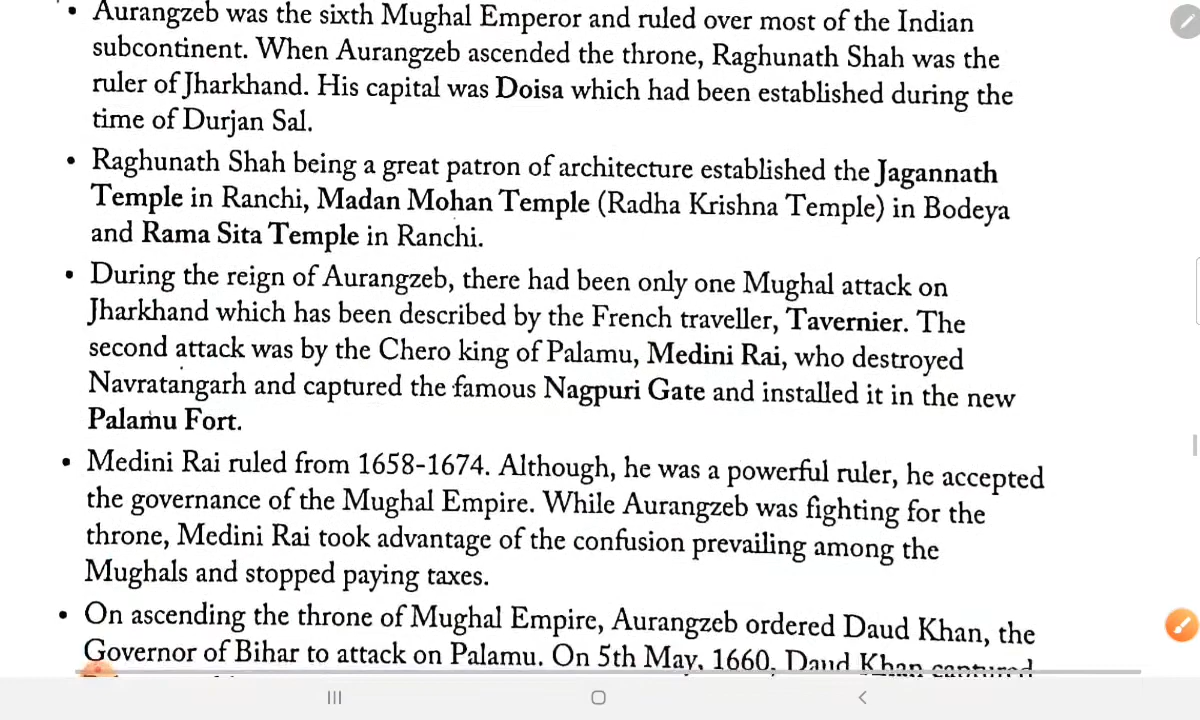 • Aurangzeb was the sixth Mughal Emperor and ruled over most of the Indian
subcontinent. When Aurangzeb ascended the throne, Raghunath Shah was the
ruler of Jharkhand. His capital was Doisa which had been established during the
time of Durjan Sal.
• Raghunath Shah being a great patron of architecture established the Jagannath
Temple in Ranchi, Madan Mohan Temple (Radha Krishna Temple) in Bodeya
and Rama Sita Temple in Ranchi.
• During the reign of Aurangzeb, there had been only one Mughal attack on
Jharkhand which has been described by the French traveller, Tavernier. The
second attack was by the Chero king of Palamu, Medini Rai, who destroyed
Navratangarh and captured the famous Nagpuri Gate and installed it in the new
Palamu Fort.
• Medini Rai ruled from 1658-1674. Although, he was a powerful ruler, he accepted
the governance of the Mughal Empire. While Aurangzeb was fighting for the
throne, Medini Rai took advantage of the confusion prevailing among the
Mughals and stopped paying taxes.
• On ascending the throne of Mughal Empire, Aurangzeb ordered Daud Khan, the
Governor of Bihar to attack on Palamu. On 5th May, 1660, Daud Khan captured